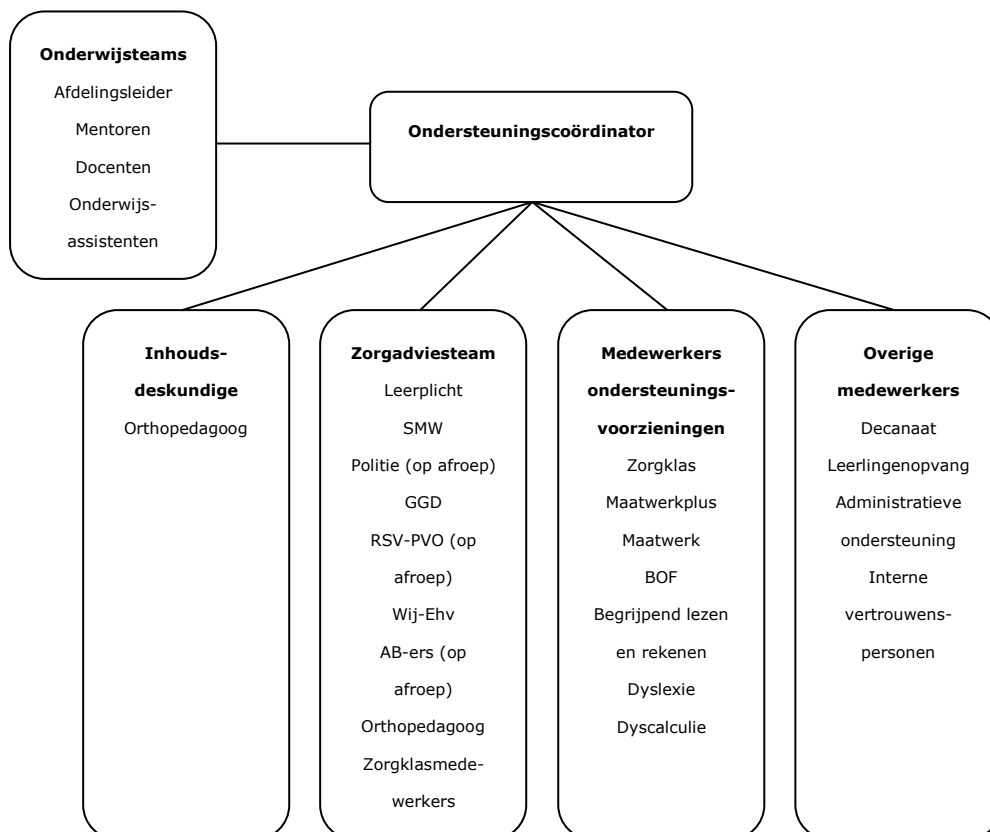 Onderwijsteams
Afdelingsleider
Mentoren
Docenten
Onderwijs-
assistenten
Ondersteuningscoördinator
Inhouds-
deskundige
Orthopedagoog
Zorgadviesteam
Leerplicht
SMW
Politie (op afroep)
GGD
RSV-PVO (op
afroep)
Wij-Ehv
AB-ers (op
afroep)
Orthopedagoog
Zorgklasmede-
werkers
Medewerkers
ondersteunings-
voorzieningen
Zorgklas
Maatwerkplus
Maatwerk
BOF
Begrijpend lezen
en rekenen
Dyslexie
Dyscalculie
Overige
medewerkers
Decanaat
Leerlingenopvang
Administratieve
ondersteuning
Interne
vertrouwens-
personen